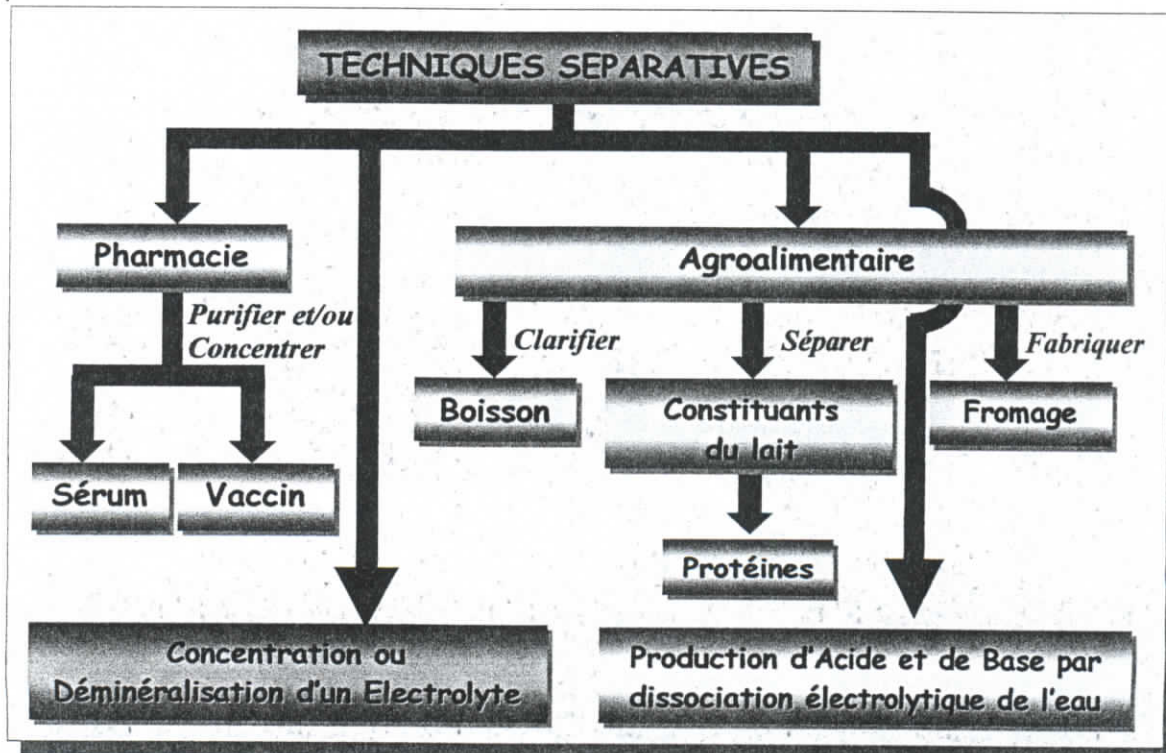 TECHNIQUES SEPARATIVES
Pharmacie
Purifier et/ou
Concentrer
Sérum
Vaccin
Agroalimentaire
Clarifier
Boisson
Séparer
Constituants
du lait
Protéines
Fabriquer
Fromage
Concentration ou
Déminéralisation d'un Electrolyte
Production d'Acide et de Base par
dissociation électrolytique de l'eau